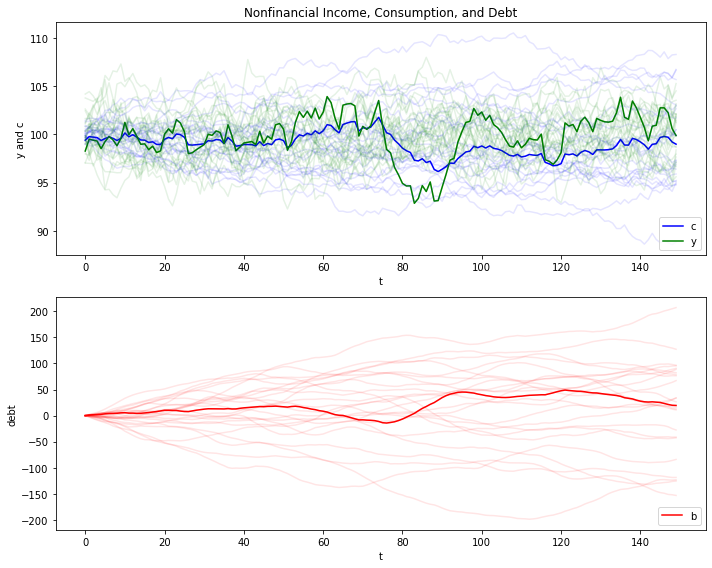 Nonfinancial Income, Consumption, and Debt
110
105
100
95
90
y and c
0 20 40 60 80 100 120 140
t
c
y
200
150
100
50
0
−50
−100
−150
−200
debt
0 20 40 60 80 100 120 140
t
b